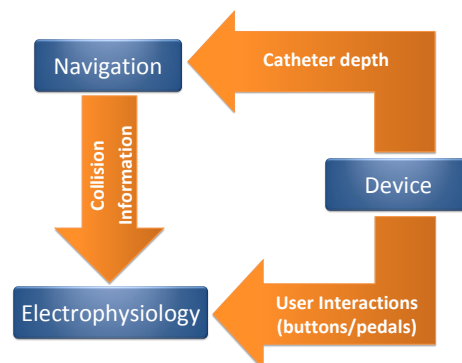 Navigation
Catheter depth
Collision
Information
Device
Electrophysiology
User Interactions
(buttons/pedals)